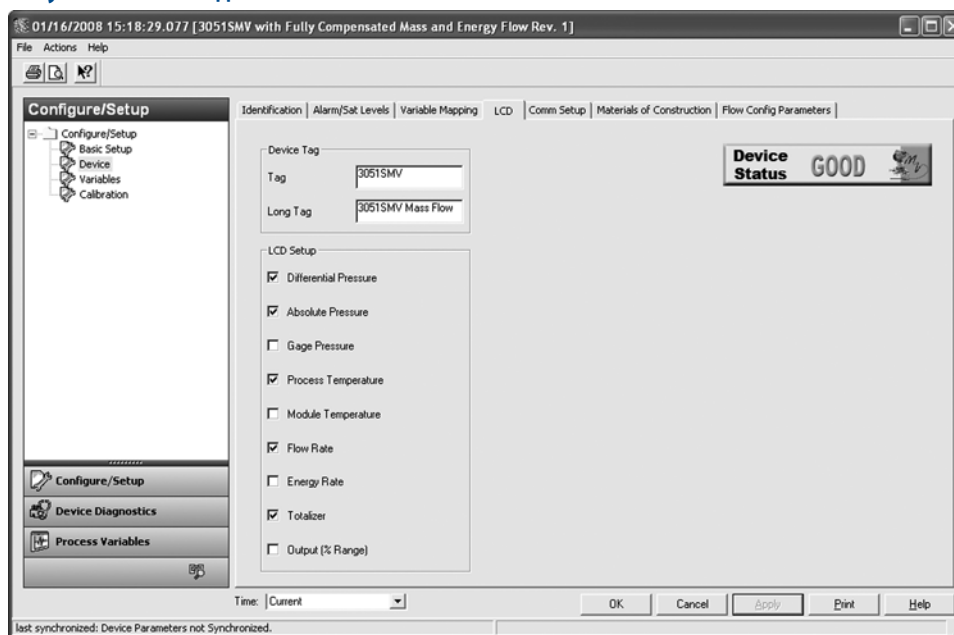 01/16/2008 15:18:29.077 [3051SMV with Fully Compensated Mass and Energy Flow Rev. 1]
File Actions Help
Configure/Setup
Identification Alarm/Sat Levels Variable Mapping LCD Comm Setup Materials of Construction Flow Config Parameters
Configure/Setup
Basic Setup
Device
Variables
Calibration
Device Tag
Tag 3051SMV
Long Tag 3051SMV Mass Flow
Device Status GOOD
LCD Setup
Differential Pressure
Absolute Pressure
Gage Pressure
Process Temperature
Module Temperature
Flow Rate
Energy Rate
Totalizer
Output (% Range)
Configure/Setup
Device Diagnostics
Process Variables
Time: Current
OK Cancel Apply Print Help
last synchronized: Device Parameters not Synchronized.